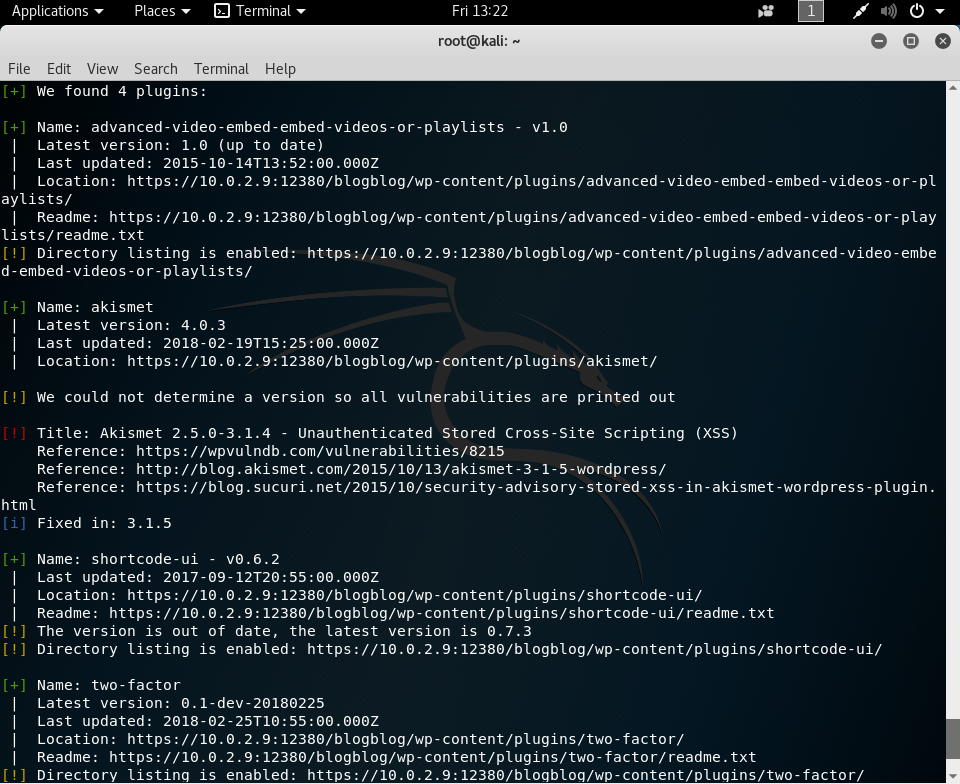 Applications Places Terminal Fri 13:22 1
root@kali: ~
File Edit View Search Terminal Help
[+] We found 4 plugins:
[+] Name: advanced-video-embed-embed-videos-or-playlists - v1.0
 |  Latest version: 1.0 (up to date)
 |  Last updated: 2015-10-14T13:52:00.000Z
 |  Location: https://10.0.2.9:12380/blogblog/wp-content/plugins/advanced-video-embed-embed-videos-or-pl
aylists/
 |  Readme: https://10.0.2.9:12380/blogblog/wp-content/plugins/advanced-video-embed-embed-videos-or-play
lists/readme.txt
[!] Directory listing is enabled: https://10.0.2.9:12380/blogblog/wp-content/plugins/advanced-video-embe
d-embed-videos-or-playlists/
[+] Name: akismet
 |  Latest version: 4.0.3
 |  Last updated: 2018-02-19T15:25:00.000Z
 |  Location: https://10.0.2.9:12380/blogblog/wp-content/plugins/akismet/
[!] We could not determine a version so all vulnerabilities are printed out
[!] Title: Akismet 2.5.0-3.1.4 - Unauthenticated Stored Cross-Site Scripting (XSS)
    Reference: https://wpvulndb.com/vulnerabilities/8215
    Reference: http://blog.akismet.com/2015/10/13/akismet-3-1-5-wordpress/
    Reference: https://blog.sucuri.net/2015/10/security-advisory-stored-xss-in-akismet-wordpress-plugin.
html
[i] Fixed in: 3.1.5
[+] Name: shortcode-ui - v0.6.2
 |  Last updated: 2017-09-12T20:55:00.000Z
 |  Location: https://10.0.2.9:12380/blogblog/wp-content/plugins/shortcode-ui/
 |  Readme: https://10.0.2.9:12380/blogblog/wp-content/plugins/shortcode-ui/readme.txt
[!] The version is out of date, the latest version is 0.7.3
[!] Directory listing is enabled: https://10.0.2.9:12380/blogblog/wp-content/plugins/shortcode-ui/
[+] Name: two-factor
 |  Latest version: 0.1-dev-20180225
 |  Last updated: 2018-02-25T10:55:00.000Z
 |  Location: https://10.0.2.9:12380/blogblog/wp-content/plugins/two-factor/
 |  Readme: https://10.0.2.9:12380/blogblog/wp-content/plugins/two-factor/readme.txt
[!] Directory listing is enabled: https://10.0.2.9:12380/blogblog/wp-content/plugins/two-factor/